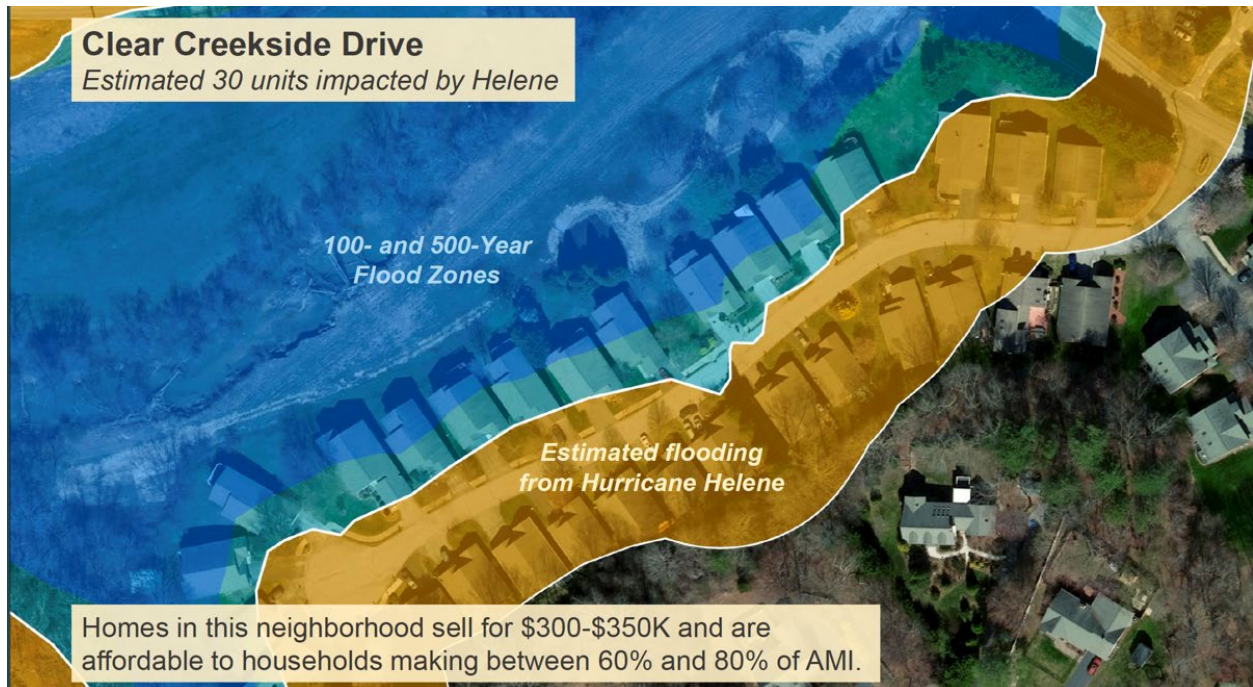 Clear Creekside Drive
Estimated 30 units impacted by Helene
100- and 500-Year
Flood Zones
Estimated flooding
from Hurricane Helene
Homes in this neighborhood sell for $300-$350K and are
affordable to households making between 60% and 80% of AMI.